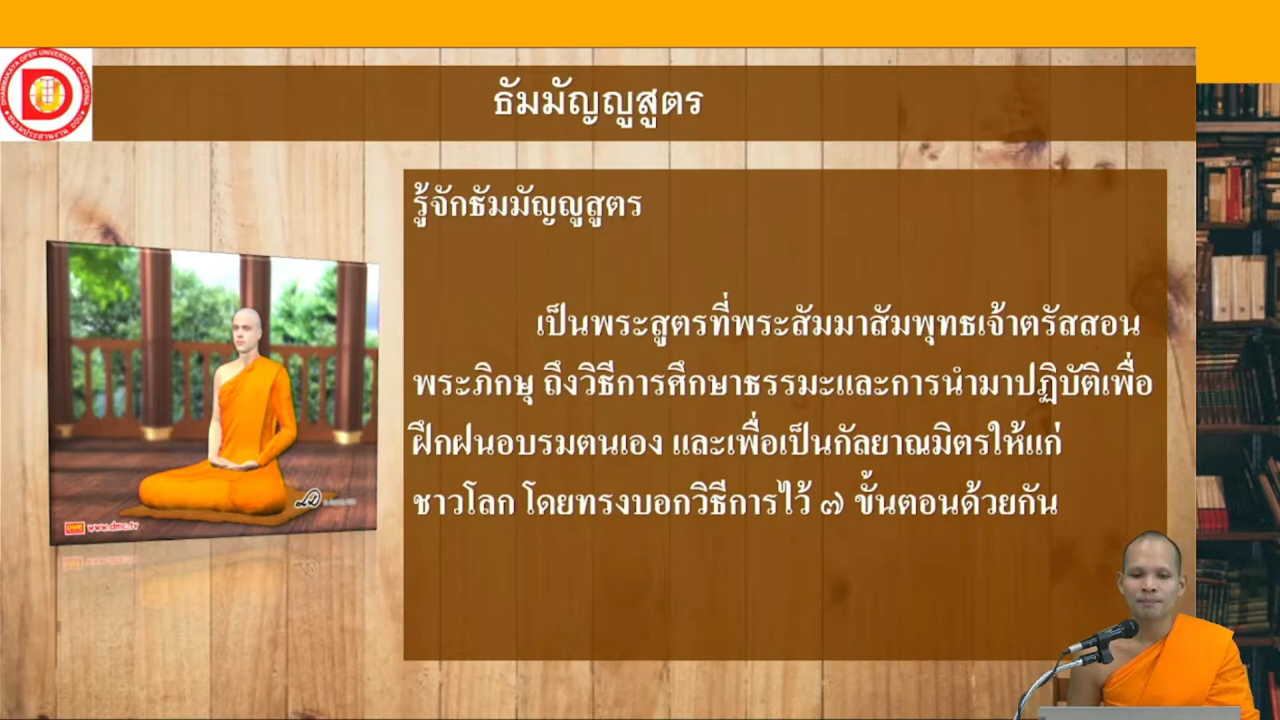 DHAMMAKAYA OPEN UNIVERSITY, CALIFORNIA
ธัมมัญญูสูตร
รู้จักธัมมัญญูสูตร
เป็นพระสูตรที่พระสัมมาสัมพุทธเจ้าตรัสสอน
พระภิกษุ ถึงวิธีการศึกษาธรรมะและการนำมาปฏิบัติเพื่อ
ฝึกฝนอบรมตนเอง และเพื่อเป็นกัลยาณมิตรให้แก่
ชาวโลก โดยทรงบอกวิธีการไว้ ๗ ขั้นตอนด้วยกัน
www.dmc.tv